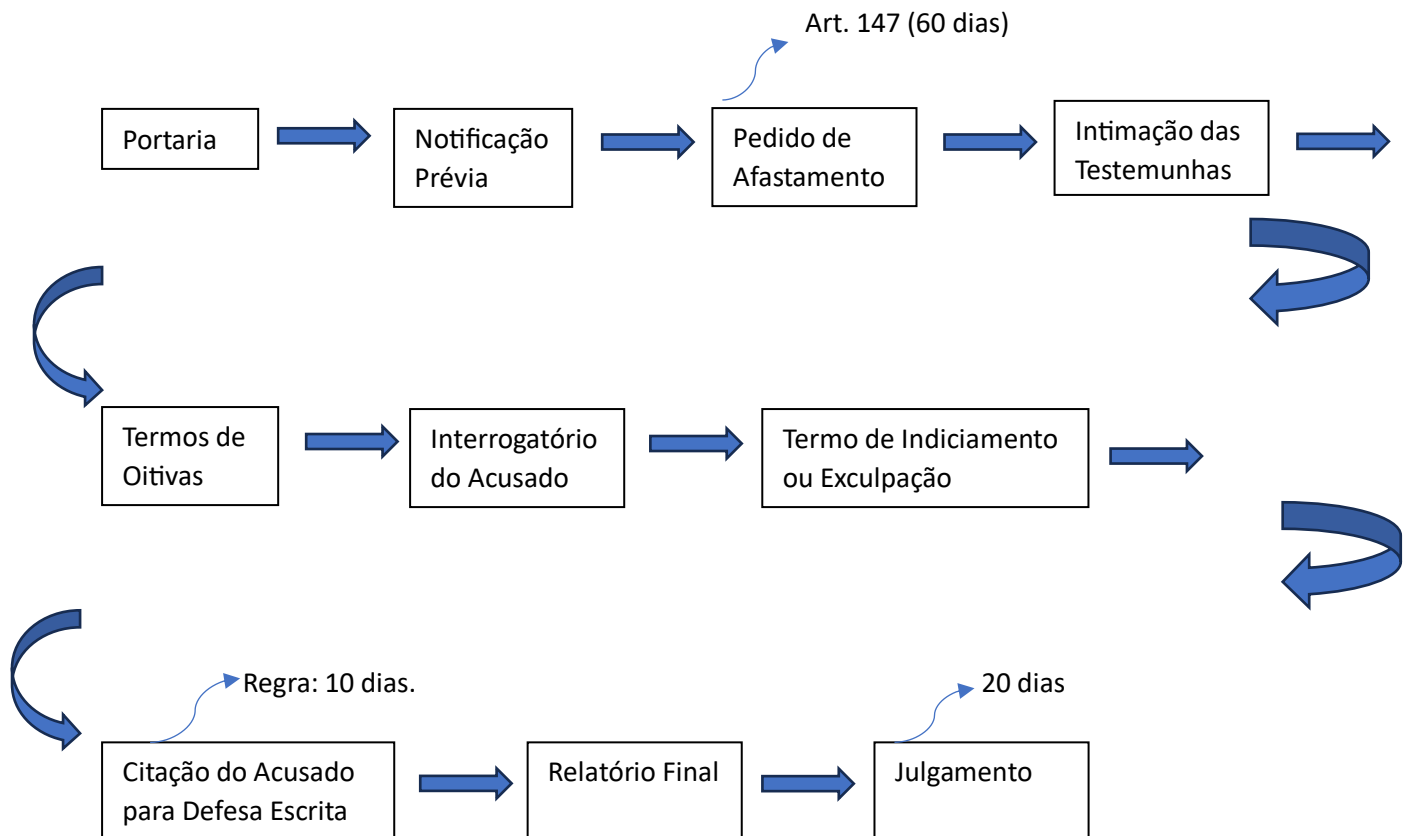 Art. 147 (60 dias)
Portaria
Notificação
Prévia
Pedido de
Afastamento
Intimação das
Testemunhas
Termos de
Oitivas
Interrogatório
do Acusado
Termo de Indiciamento
ou Exculpação
Regra: 10 dias.
20 dias
Citação do Acusado
para Defesa Escrita
Relatório Final
Julgamento